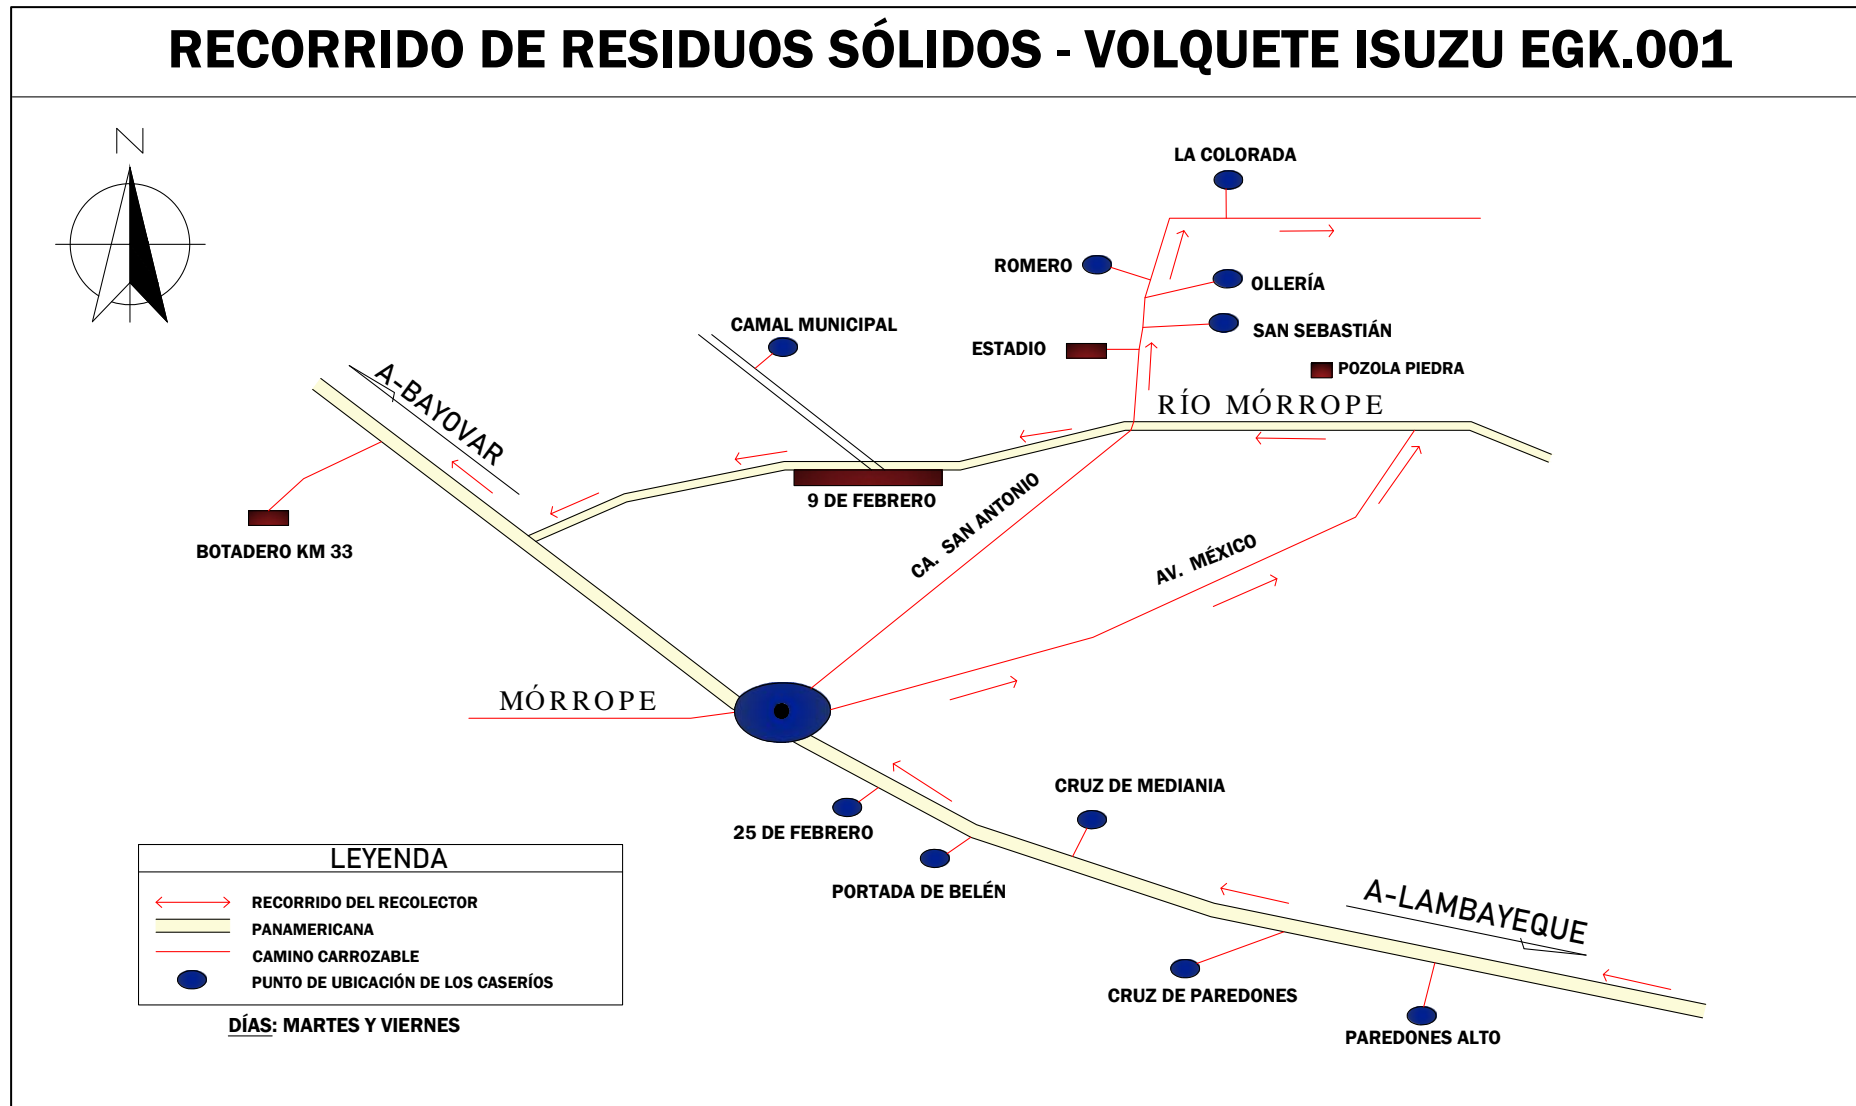 RECORRIDO DE RESIDUOS SÓLIDOS - VOLQUETE ISUZU EGK.001
N
LA COLORADA
ROMERO
OLLERÍA
CAMAL MUNICIPAL
SAN SEBASTIÁN
ESTADIO
POZOLA PIEDRA
A-BAYOVAR
RÍO MÓRROPE
9 DE FEBRERO
CA. SAN ANTONIO
BOTADERO KM 33
AV. MÉXICO
MÓRROPE
CRUZ DE MEDIANIA
25 DE FEBRERO
PORTADA DE BELÉN
A-LAMBAYEQUE
CRUZ DE PAREDONES
PAREDONES ALTO
LEYENDA
RECORRIDO DEL RECOLECTOR
PANAMERICANA
CAMINO CARROZABLE
PUNTO DE UBICACIÓN DE LOS CASERÍOS
DÍAS: MARTES Y VIERNES